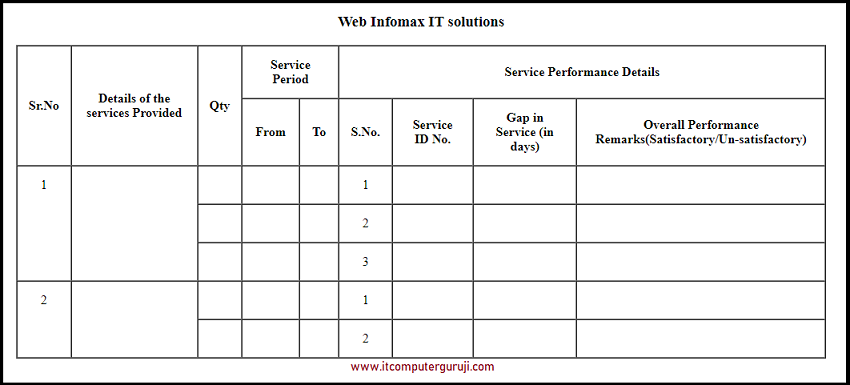 Web Infomax IT solutions
Sr.No
Details of the
services Provided
Qty
Service
Period
Service Performance Details
From
To
S.No.
Service
ID No.
Gap in
Service (in
days)
Overall Performance
Remarks(Satisfactory/Un-satisfactory)
1
1
2
3
2
1
2
www.itcomputerguruji.com